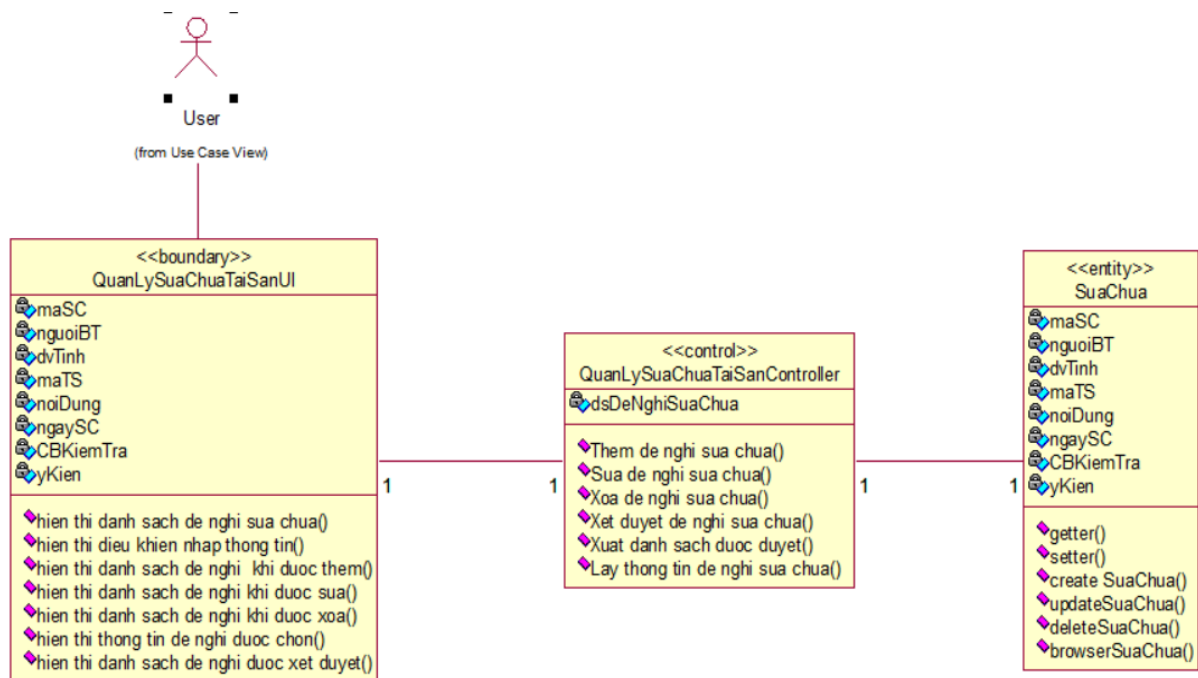 User
(from Use Case View)
<<boundary>>
QuanLySuaChuaTaiSanUI
maSC
nguoiBT
dvTinh
maTS
noiDung
ngaySC
CBKiemTra
yKien
hien thi danh sach de nghi sua chua()
hien thi dieu khien nhap thong tin()
hien thi danh sach de nghi  khi duoc them()
hien thi danh sach de nghi khi duoc sua()
hien thi danh sach de nghi khi duoc xoa()
hien thi thong tin de nghi duoc chon()
hien thi danh sach de nghi duoc xet duyet()
1
1
<<control>>
QuanLySuaChuaTaiSanController
dsDeNghiSuaChua
Them de nghi sua chua()
Sua de nghi sua chua()
Xoa de nghi sua chua()
Xet duyet de nghi sua chua()
Xuat danh sach duoc duyet()
Lay thong tin de nghi sua chua()
1
1
<<entity>>
SuaChua
maSC
nguoiBT
dvTinh
maTS
noiDung
ngaySC
CBKiemTra
yKien
getter()
setter()
create SuaChua()
updateSuaChua()
deleteSuaChua()
browserSuaChua()